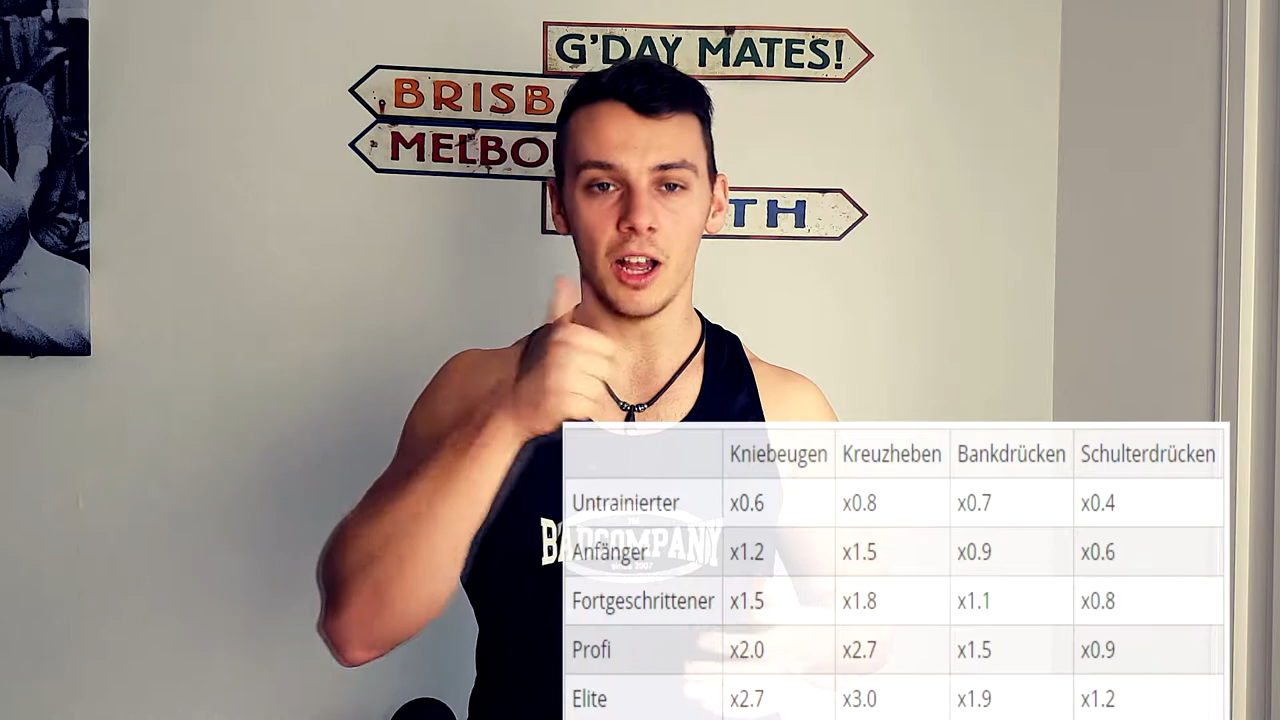 G'DAY MATES!
BRISB
MELBO
TH
BADCOMPANY
since 2007
Kniebeugen Kreuzheben Bankdrücken Schulterdrücken
Untrainierter x0.6 x0.8 x0.7 x0.4
Anfänger x1.2 x1.5 x0.9 x0.6
Fortgeschrittener x1.5 x1.8 x1.1 x0.8
Profi x2.0 x2.7 x1.5 x0.9
Elite x2.7 x3.0 x1.9 x1.2